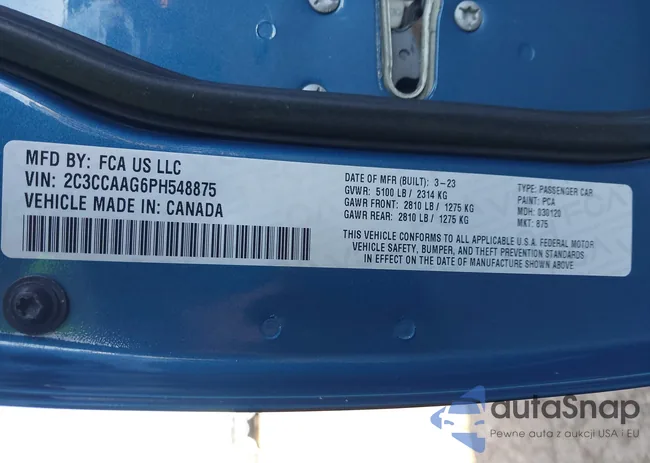 MFD BY: FCA US LLC
VIN: 2C3CCAAG6PH548875
VEHICLE MADE IN: CANADA
DATE OF MFR (BUILT): 3-23
GVWR: 5100 LB / 2314 KG
GAWR FRONT: 2810 LB / 1275 KG
GAWR REAR: 2810 LB / 1275 KG
TYPE: PASSENGER CAR
PAINT: PCA
MDH: 030120
MKT: 875
THIS VEHICLE CONFORMS TO ALL APPLICABLE U.S.A. FEDERAL MOTOR
VEHICLE SAFETY, BUMPER, AND THEFT PREVENTION STANDARDS
IN EFFECT ON THE DATE OF MANUFACTURE SHOWN ABOVE
autaSnap
Pewne auta z aukcji USA i EU